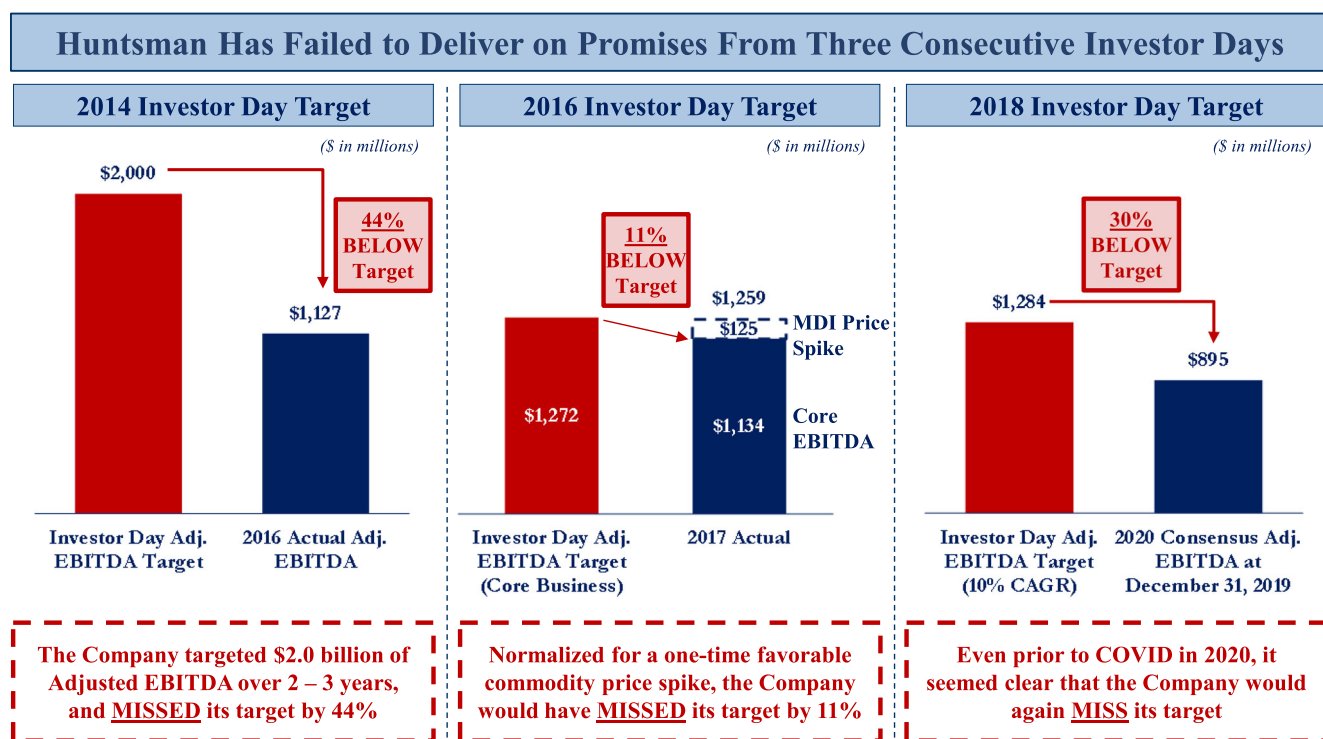 Huntsman Has Failed to Deliver on Promises From Three Consecutive Investor Days
2014 Investor Day Target
($ in millions)
$2,000
44%
BELOW
Target
$1,127
Investor Day Adj.
EBITDA Target
2016 Actual Adj.
EBITDA
The Company targeted $2.0 billion of
Adjusted EBITDA over 2 – 3 years,
and MISSED its target by 44%
2016 Investor Day Target
($ in millions)
11%
BELOW
Target
$1,259
$125
MDI Price
Spike
$1,272
$1,134
Core
EBITDA
Investor Day Adj.
EBITDA Target
(Core Business)
2017 Actual
Normalized for a one-time favorable
commodity price spike, the Company
would have MISSED its target by 11%
2018 Investor Day Target
($ in millions)
30%
BELOW
Target
$1,284
$895
Investor Day Adj.
EBITDA Target
(10% CAGR)
2020 Consensus Adj.
EBITDA at
December 31, 2019
Even prior to COVID in 2020, it
seemed clear that the Company would
again MISS its target